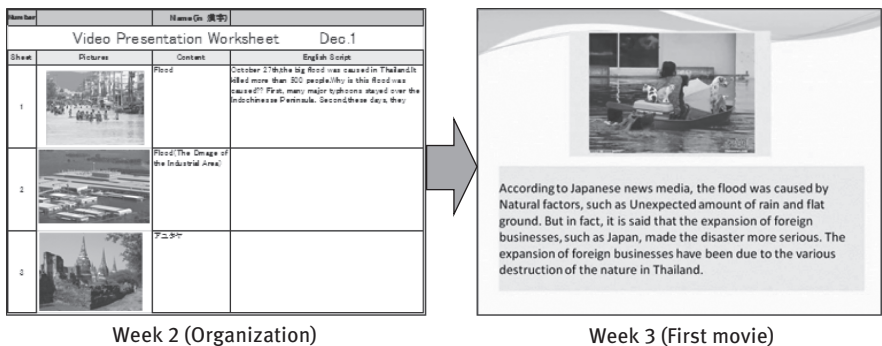 Number Name(in 漢字)
Video Presentation Worksheet Dec.1
Sheet Pictures Content English Script
1
Flood
October 27th,the big flood was caused in Thailand.It
killed more than 500 people.Why is this flood was
caused?? First, many major typhoons stayed over the
Indochinese Peninsula. Second,these days, they
2
Flood(The Dmage of
the Industrial Area)
3
アユタヤ
According to Japanese news media, the flood was caused by
Natural factors, such as Unexpected amount of rain and flat
ground. But in fact, it is said that the expansion of foreign
businesses, such as Japan, made the disaster more serious. The
expansion of foreign businesses have been due to the various
destruction of the nature in Thailand.
Week 2 (Organization)
Week 3 (First movie)